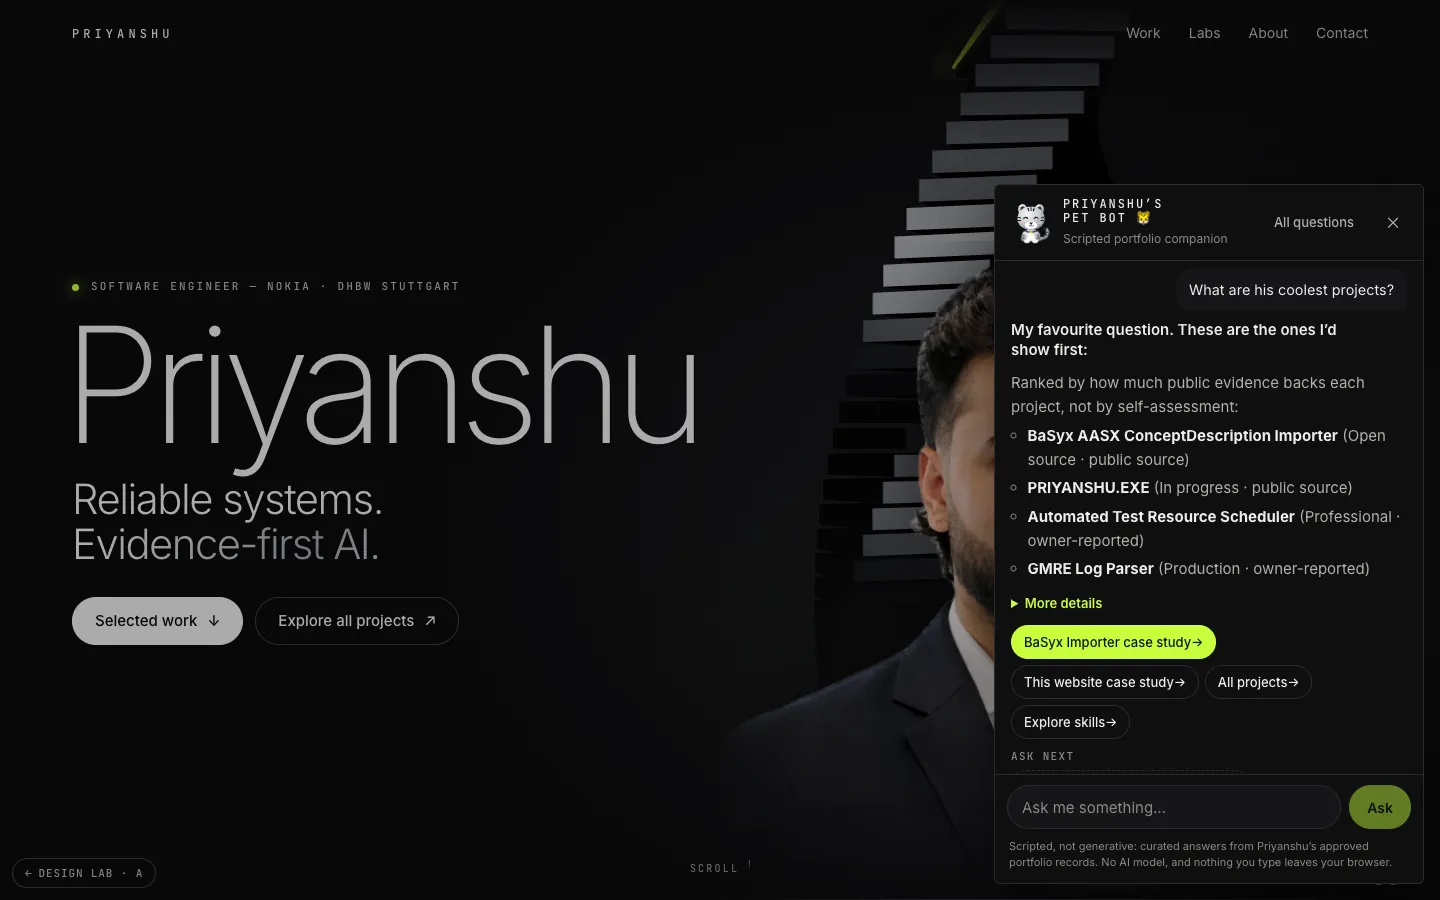 PRIYANSHU
Work
Labs
About
Contact
SOFTWARE ENGINEER — NOKIA · DHBW STUTTGART
Priyanshu
Reliable systems.
Evidence-first AI.
Selected work ↓
Explore all projects ↗
← DESIGN LAB · A
SCROLL
PRIYANSHU’S
PET BOT 🐯
Scripted portfolio companion
All questions
What are his coolest projects?
My favourite question. These are the ones I’d
show first:
Ranked by how much public evidence backs each
project, not by self-assessment:
BaSyx AASX ConceptDescription Importer (Open
source · public source)
PRIYANSHU.EXE (In progress · public source)
Automated Test Resource Scheduler (Professional ·
owner-reported)
GMRE Log Parser (Production · owner-reported)
▶ More details
BaSyx Importer case study→
This website case study→
All projects→
Explore skills→
ASK NEXT
Ask me something…
Ask
Scripted, not generative: curated answers from Priyanshu’s approved
portfolio records. No AI model, and nothing you type leaves your browser.